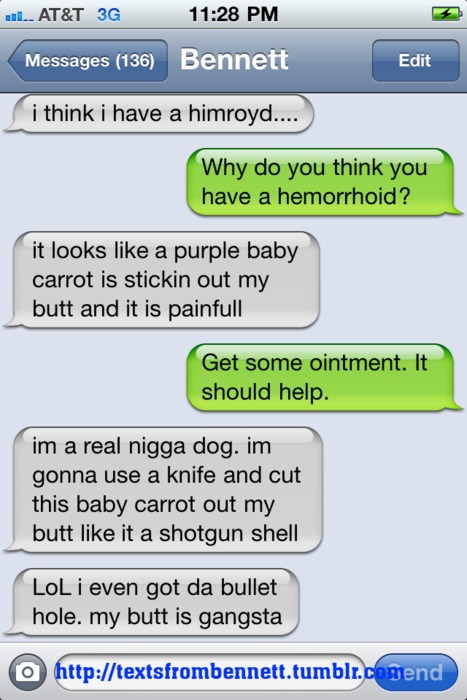 AT&T 3G 11:28 PM
Messages (136) Bennett Edit
i think i have a himroyd....
Why do you think you
have a hemorrhoid?
it looks like a purple baby
carrot is stickin out my
butt and it is painfull
Get some ointment. It
should help.
im a real nigga dog. im
gonna use a knife and cut
this baby carrot out my
butt like it a shotgun shell
LoL i even got da bullet
hole. my butt is gangsta
http://textsfrombennett.tumblr.com
Send